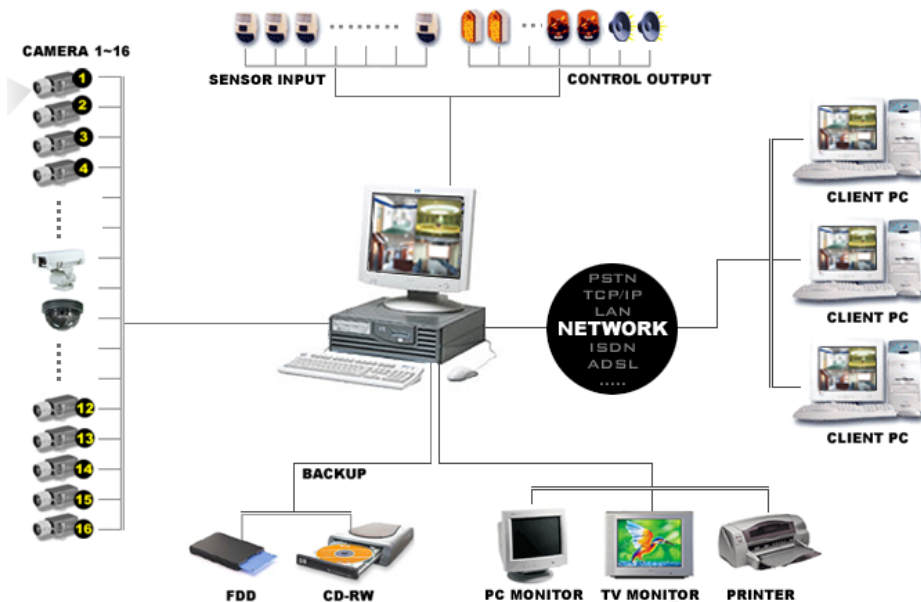 CAMERA 1~16
SENSOR INPUT
CONTROL OUTPUT
1
2
3
4
12
13
14
15
16
PSTN
TCP/IP
LAN
NETWORK
ISDN
ADSL
.....
CLIENT PC
CLIENT PC
CLIENT PC
BACKUP
FDD
CD-RW
PC MONITOR
TV MONITOR
PRINTER